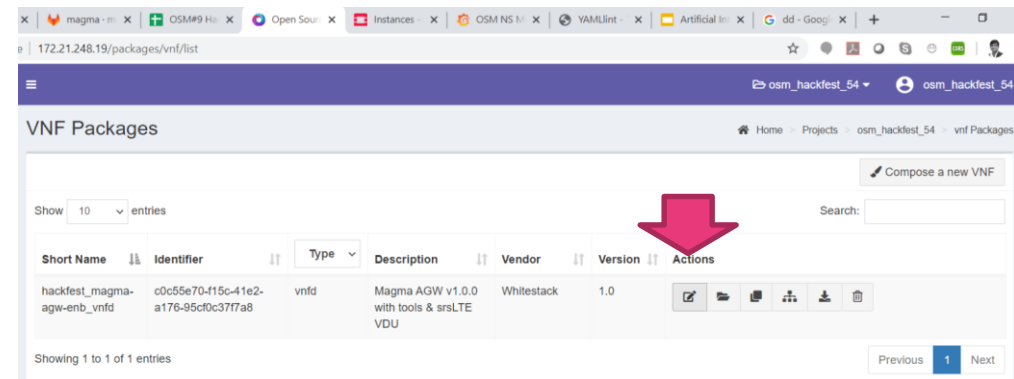 magma - m
OSM#9 Ha
Open Sour
Instances -
OSM NS M
YAMLlint -
Artificial In
dd - Googl
172.21.248.19/packages/vnf/list
osm_hackfest_54
osm_hackfest_54
VNF Packages
Home > Projects > osm_hackfest_54 > vnf Packages
Compose a new VNF
Show 10 entries
Search:
Short Name Identifier Type Description Vendor Version Actions
hackfest_magma-agw-enb_vnfd
c0c55e70-f15c-41e2-a176-95cf0c37f7a8
vnfd
Magma AGW v1.0.0
with tools & srsLTE
VDU
Whitestack
1.0
Showing 1 to 1 of 1 entries
Previous 1 Next